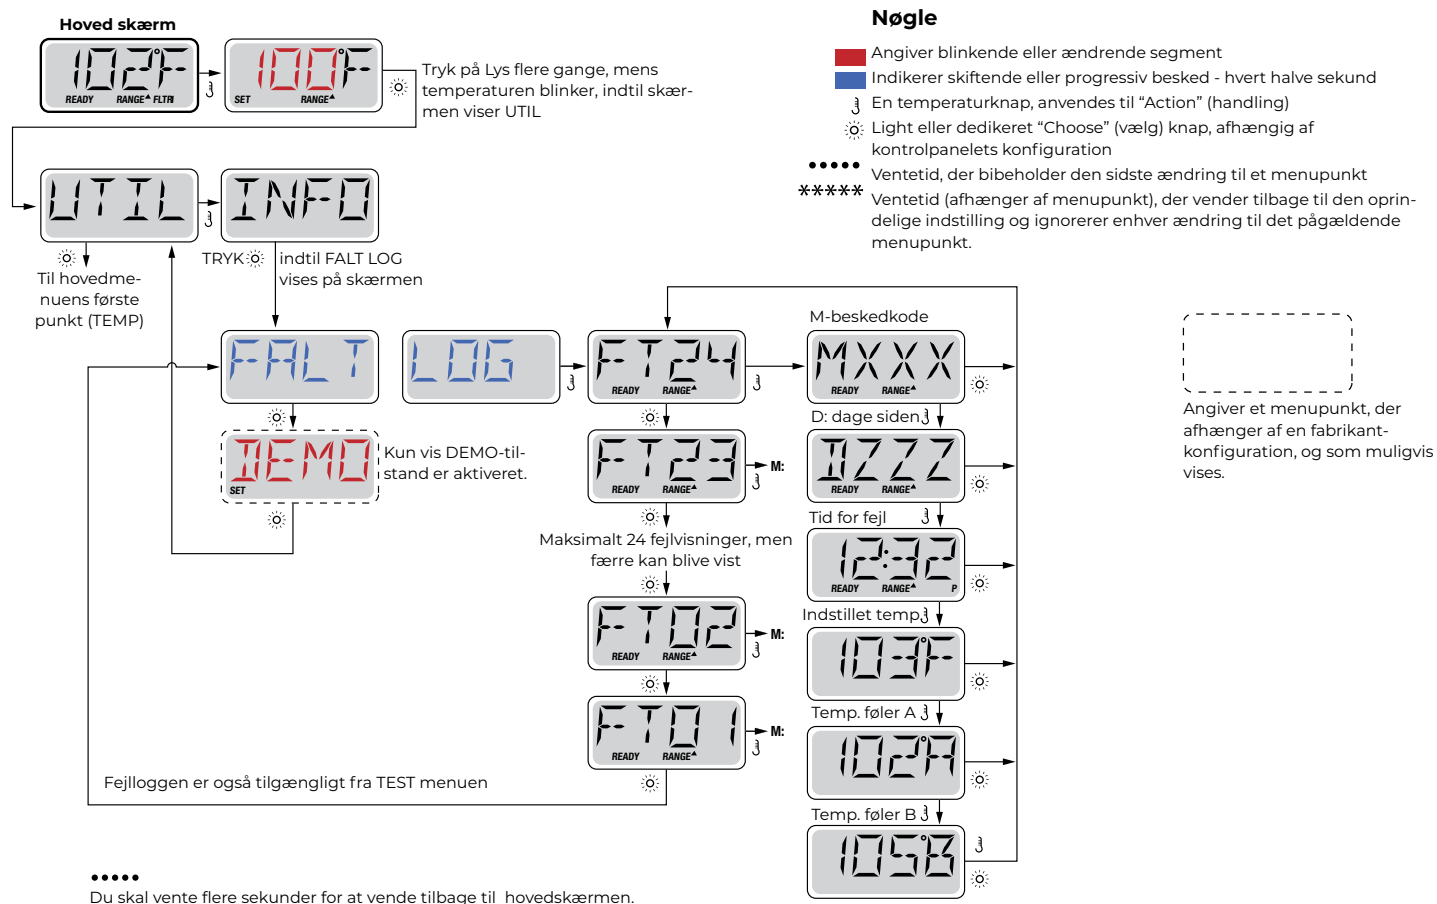 Hoved skærm
102°F
READY RANGE FLTR1
100°F
SET RANGE
Tryk på Lys flere gange, mens
temperaturen blinker, indtil skær-
men viser UTIL
Nøgle
Angiver blinkende eller ændrende segment
Indikerer skiftende eller progressiv besked - hvert halve sekund
En temperaturknap, anvendes til “Action” (handling)
Light eller dedikeret “Choose” (vælg) knap, afhængig af
kontrolpanelets konfiguration
••••• Ventetid, der bibeholder den sidste ændring til et menupunkt
***** Ventetid (afhænger af menupunkt), der vender tilbage til den oprin-
delige indstilling og ignorerer enhver ændring til det pågældende
menupunkt.
UTIL
INFO
Til hovedme-
nuens første
punkt (TEMP)
TRYK indtil FALT LOG
vises på skærmen
FALT
LOG
FT24
READY RANGE
M-beskedkode
MXXX
READY RANGE
DEMO
SET
Kun vis DEMO-til-
stand er aktiveret.
FT23
READY RANGE
M:
D: dage siden
DZZZ
READY RANGE
Angiver et menupunkt, der
afhænger af en fabrikant-
konfiguration, og som muligvis
vises.
Maksimalt 24 fejlvisninger, men
færre kan blive vist
Tid for fejl
12:32
READY RANGE P
FT02
READY RANGE
M:
Indstillet temp.
103°F
FT01
READY RANGE
M:
Temp. føler A
102°A
Fejlloggen er også tilgængligt fra TEST menuen
Temp. føler B
105°B
•••••
Du skal vente flere sekunder for at vende tilbage til hovedskærmen.